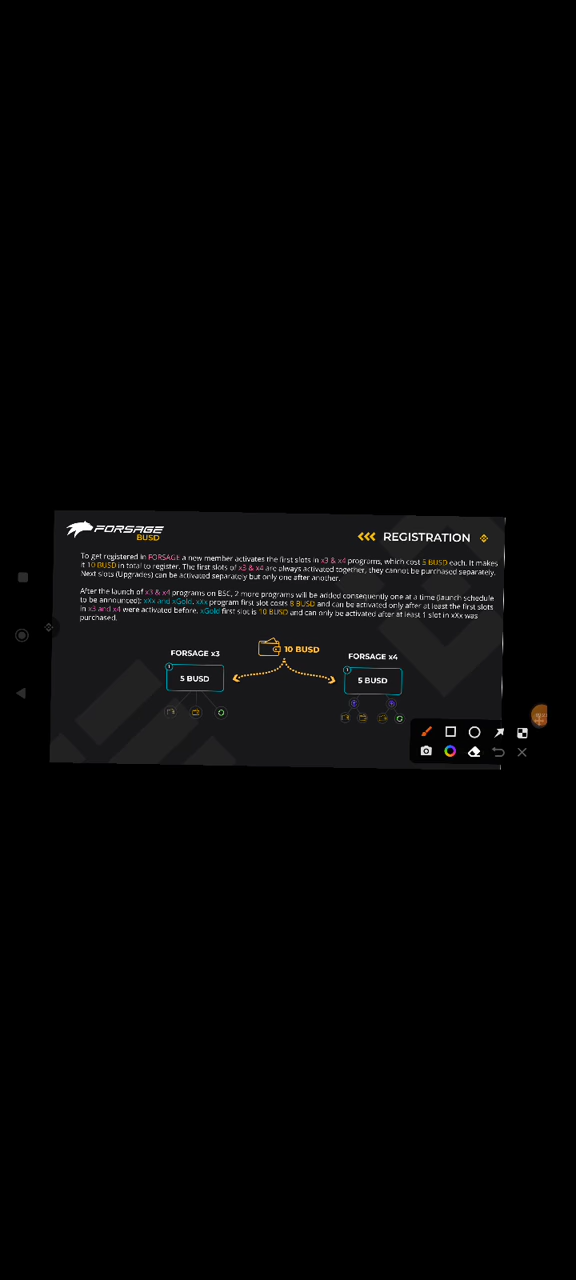 FORSAGE
BUSD
REGISTRATION
To get registered in FORSAGE a new member activates the first slots in x3 & x4 programs, which cost 5 BUSD each. It makes
it 10 BUSD in total to register. The first slots of x3 & x4 are always activated together, they cannot be purchased separately.
Next slots (Upgrades) can be activated separately but only one after another.
After the launch of x3 & x4 programs on BSC, 2 more programs will be added consequently one at a time (launch schedule
to be announced): xXx and xGold. xXx program first slot costs 8 BUSD and can be activated only after at least the first slots
in x3 and x4 were activated before. xGold first slot is 10 BUSD and can only be activated after at least 1 slot in xXx was
purchased.
10 BUSD
FORSAGE x3
FORSAGE x4
1
5 BUSD
1
5 BUSD